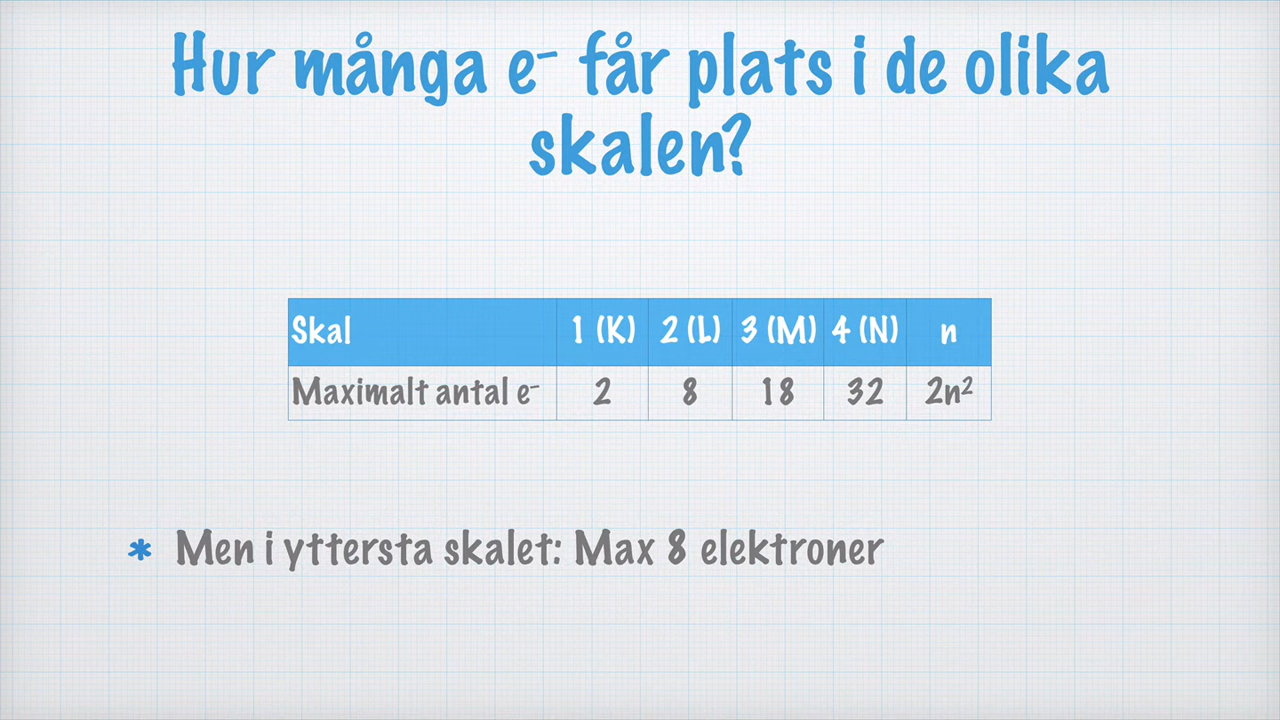 Hur många e⁻ får plats i de olika
skalen?
Skal 1 (K) 2 (L) 3 (M) 4 (N) n
Maximalt antal e⁻ 2 8 18 32 2n²
* Men i yttersta skalet: Max 8 elektroner